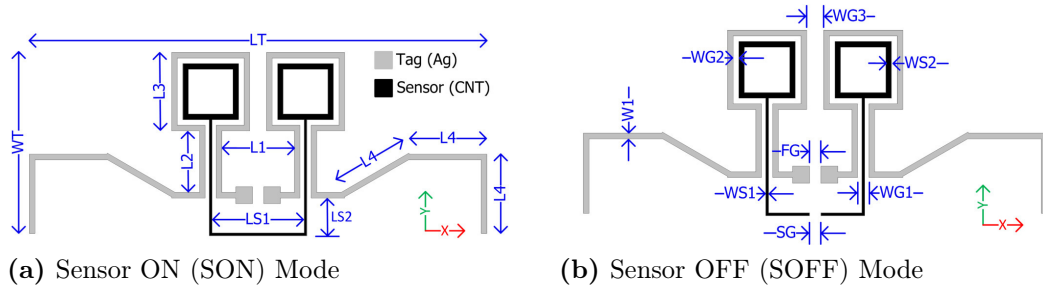 LT
WT
L3
L2
L1
L4
L4
L4
LS1
LS2
Tag (Ag)
Sensor (CNT)
Y
X
(a) Sensor ON (SON) Mode
WG3
WG2
WS2
W1
FG
WS1
WG1
SG
Y
X
(b) Sensor OFF (SOFF) Mode